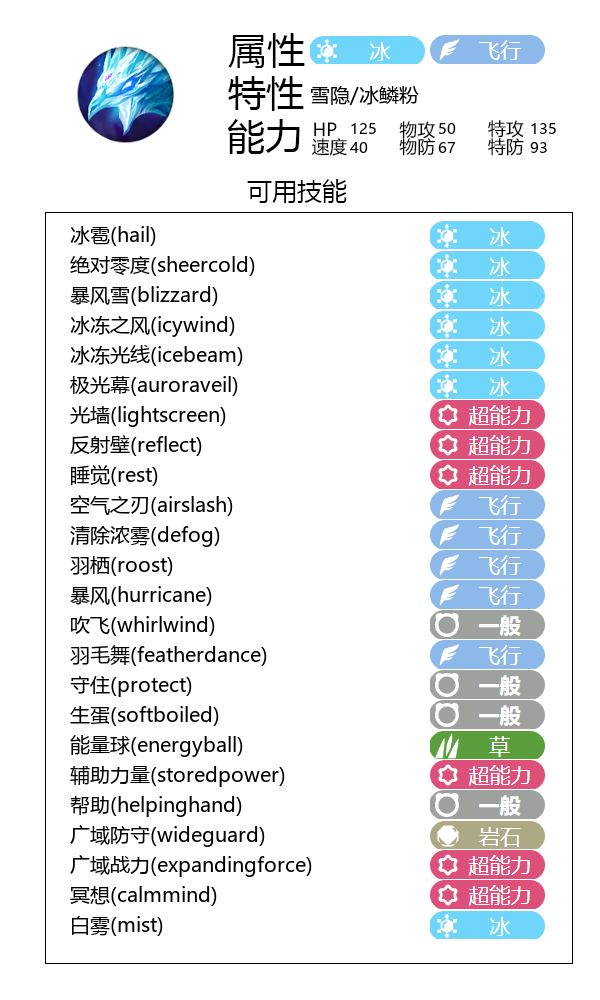 属性 冰 飞行
特性 雪隐/冰鳞粉
能力 HP 125 物攻 50 特攻 135
速度 40 物防 67 特防 93
可用技能
冰雹(hail) 冰
绝对零度(sheercold) 冰
暴风雪(blizzard) 冰
冰冻之风(icywind) 冰
冰冻光线(icebeam) 冰
极光幕(auroraveil) 冰
光墙(lightscreen) 超能力
反射壁(reflect) 超能力
睡觉(rest) 超能力
空气之刃(airslash) 飞行
清除浓雾(defog) 飞行
羽栖(roost) 飞行
暴风(hurricane) 飞行
吹飞(whirlwind) 一般
羽毛舞(featherdance) 飞行
守住(protect) 一般
生蛋(softboiled) 一般
能量球(energyball) 草
辅助力量(storedpower) 超能力
帮助(helpinghand) 一般
广域防守(wideguard) 岩石
广域战力(expandingforce) 超能力
冥想(calmmind) 超能力
白雾(mist) 冰